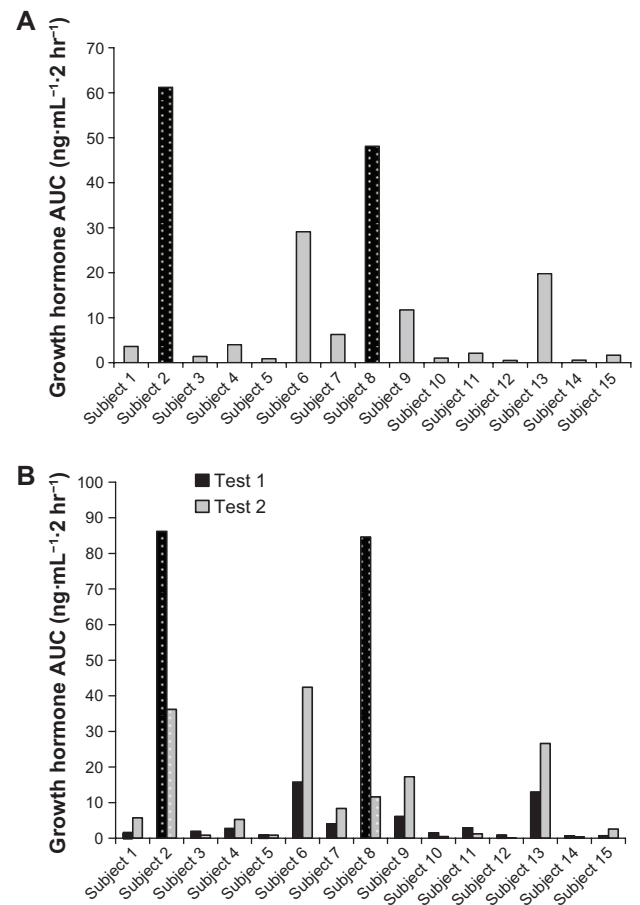 A
Growth hormone AUC (ng·mL⁻¹·2 hr⁻¹)
70
60
50
40
30
20
10
0
Subject 1
Subject 2
Subject 3
Subject 4
Subject 5
Subject 6
Subject 7
Subject 8
Subject 9
Subject 10
Subject 11
Subject 12
Subject 13
Subject 14
Subject 15
B
Growth hormone AUC (ng·mL⁻¹·2 hr⁻¹)
Test 1
Test 2
100
90
80
70
60
50
40
30
20
10
0
Subject 1
Subject 2
Subject 3
Subject 4
Subject 5
Subject 6
Subject 7
Subject 8
Subject 9
Subject 10
Subject 11
Subject 12
Subject 13
Subject 14
Subject 15